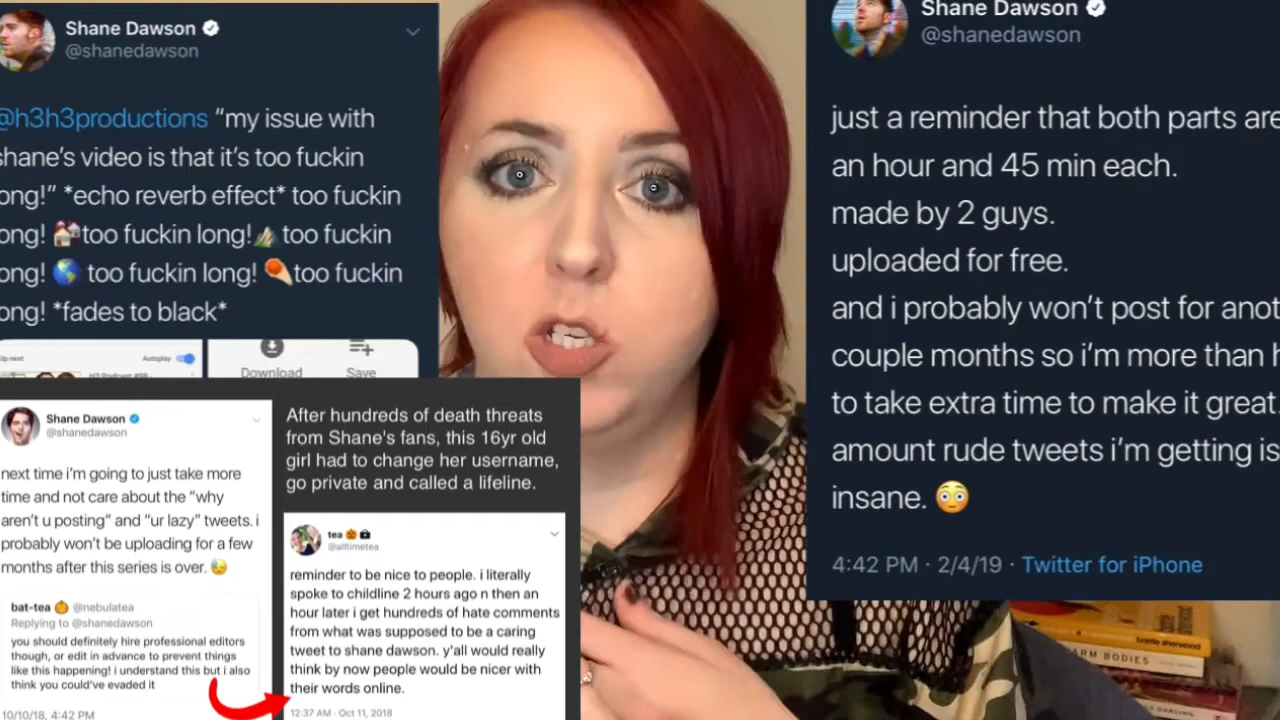 Shane Dawson
@shanedawson
@h3h3productions "my issue with
shane's video is that it's too fuckin
ong!" *echo reverb effect* too fuckin
ong! too fuckin long! too fuckin
ong! too fuckin long! too fuckin
ong! *fades to black*
Up next
Autoplay
Download
Save
Shane Dawson
@shanedawson
next time i'm going to just take more
time and not care about the "why
aren't u posting" and "ur lazy" tweets. i
probably won't be uploading for a few
months after this series is over.
bat-tea @nebulatea
Replying to @shanedawson
you should definitely hire professional editors
though, or edit in advance to prevent things
like this happening! i understand this but i also
think you could've evaded it
10/10/18, 4:42 PM
After hundreds of death threats
from Shane's fans, this 16yr old
girl had to change her username,
go private and called a lifeline.
tea
@alltimetea
reminder to be nice to people. i literally
spoke to childline 2 hours ago n then an
hour later i get hundreds of hate comments
from what was supposed to be a caring
tweet to shane dawson. y'all would really
think by now people would be nicer with
their words online.
12:37 AM · Oct 11, 2018
Shane Dawson
@shanedawson
just a reminder that both parts are
an hour and 45 min each.
made by 2 guys.
uploaded for free.
and i probably won't post for anot
couple months so i'm more than h
to take extra time to make it great
amount rude tweets i'm getting is
insane.
4:42 PM · 2/4/19 · Twitter for iPhone
ARM BODIES